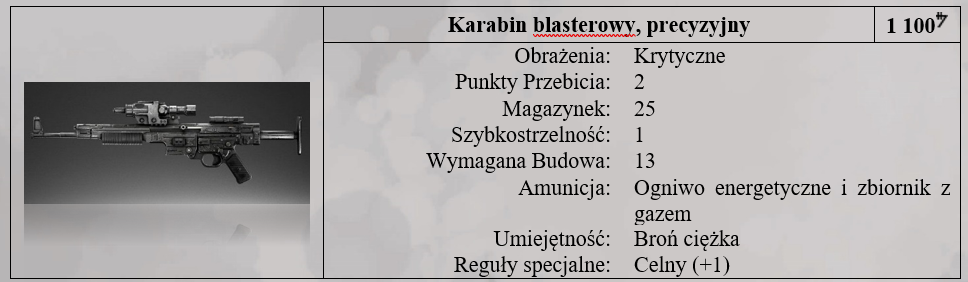 Karabin blasterowy, precyzyjny 1 100
Obrażenia: Krytyczne
Punkty Przebicia: 2
Magazynek: 25
Szybkostrzelność: 1
Wymagana Budowa: 13
Amunicja: Ogniwo energetyczne i zbiornik z
gazem
Umiejętność: Broń ciężka
Reguły specjalne: Celny (+1)